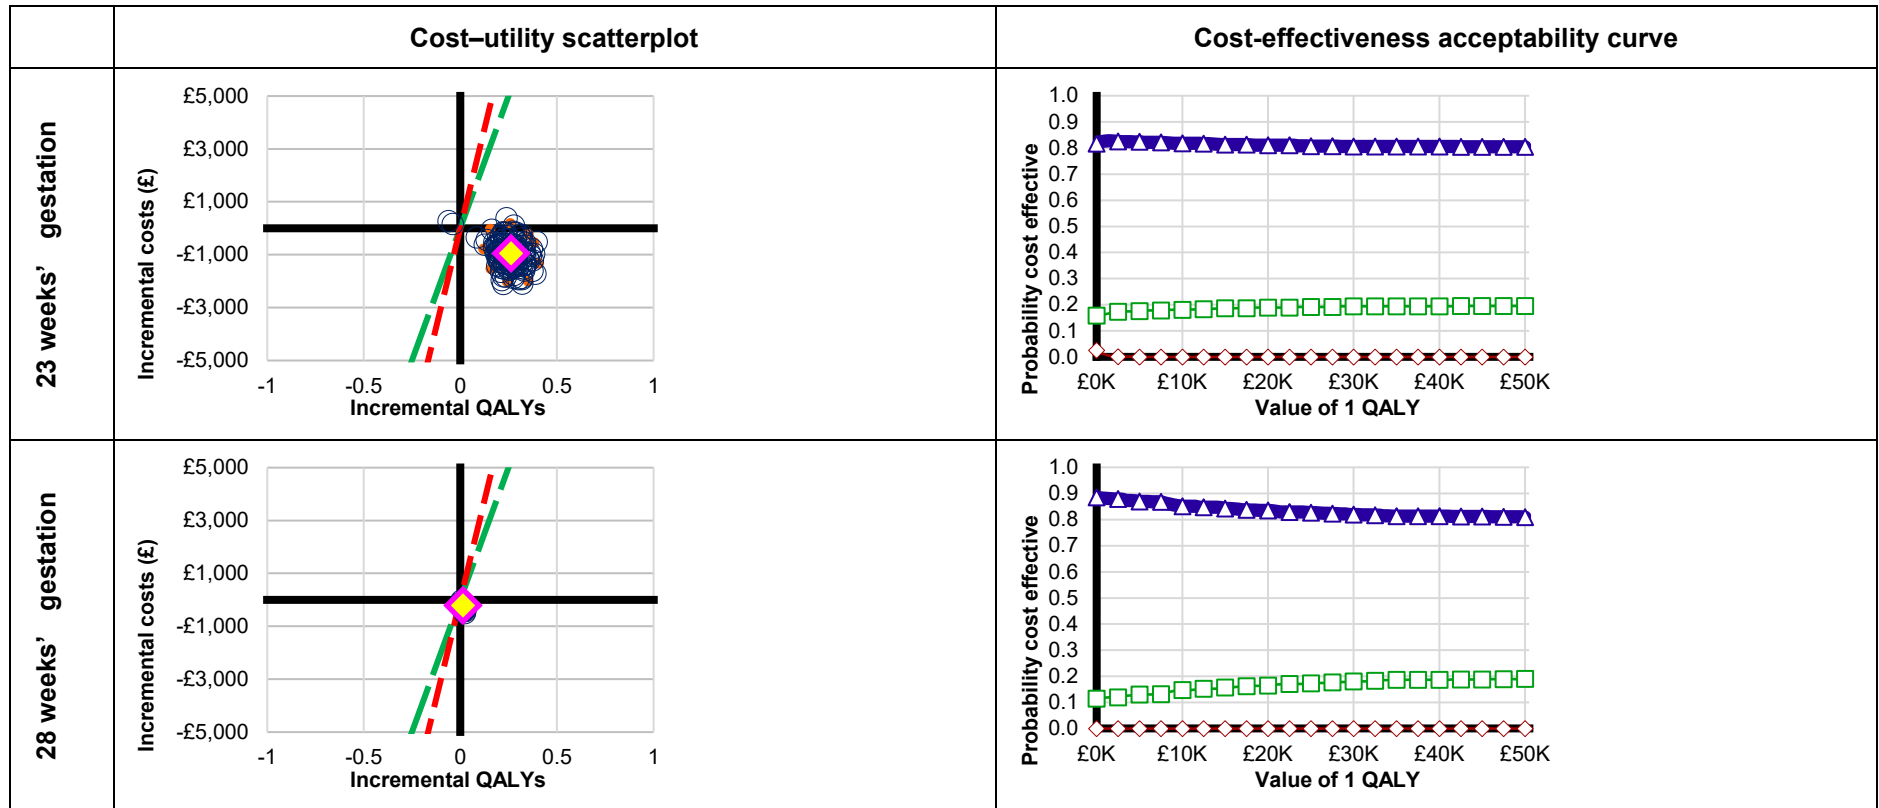 Cost–utility scatterplot
Cost-effectiveness acceptability curve
23 weeks’ gestation
Incremental costs (£)
£5,000
£3,000
£1,000
-£1,000
-£3,000
-£5,000
-1
-0.5
0
0.5
1
Incremental QALYs
Probability cost effective
1.0
0.9
0.8
0.7
0.6
0.5
0.4
0.3
0.2
0.1
0.0
£0K
£10K
£20K
£30K
£40K
£50K
Value of 1 QALY
28 weeks’ gestation
Incremental costs (£)
£5,000
£3,000
£1,000
-£1,000
-£3,000
-£5,000
-1
-0.5
0
0.5
1
Incremental QALYs
Probability cost effective
1.0
0.9
0.8
0.7
0.6
0.5
0.4
0.3
0.2
0.1
0.0
£0K
£10K
£20K
£30K
£40K
£50K
Value of 1 QALY